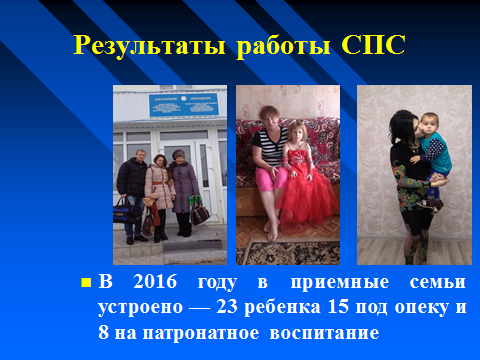 Результаты работы СПС
В 2016 году в приемные семьи
устроено — 23 ребенка 15 под опеку и
8 на патронатное воспитание